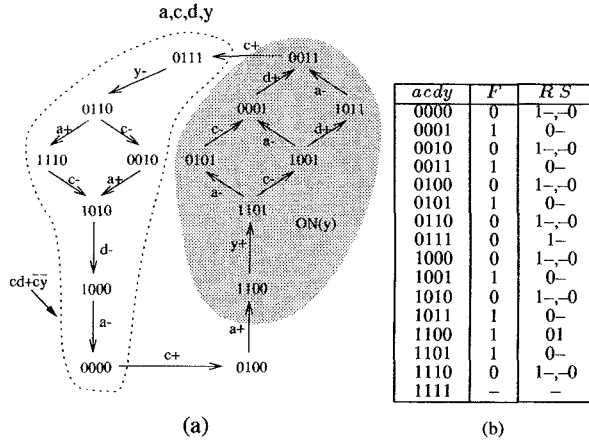 a,c,d,y
0111
c+
0011
y-
d+
a-
0110
0001
1011
a+
c-
c-
a-
d+
1110
0010
0101
1001
c-
a+
a-
c-
1010
1101
ON(y)
d-
y+
cd+c̄ȳ
1000
1100
a-
a+
0000
c+
0100
(a)
acdy F R S
0000 0 1–,–0
0001 1 0–
0010 0 1–,–0
0011 1 0–
0100 0 1–,–0
0101 1 0–
0110 0 1–,–0
0111 0 1–
1000 0 1–,–0
1001 1 0–
1010 0 1–,–0
1011 1 0–
1100 1 01
1101 1 0–
1110 0 1–,–0
1111 – –
(b)